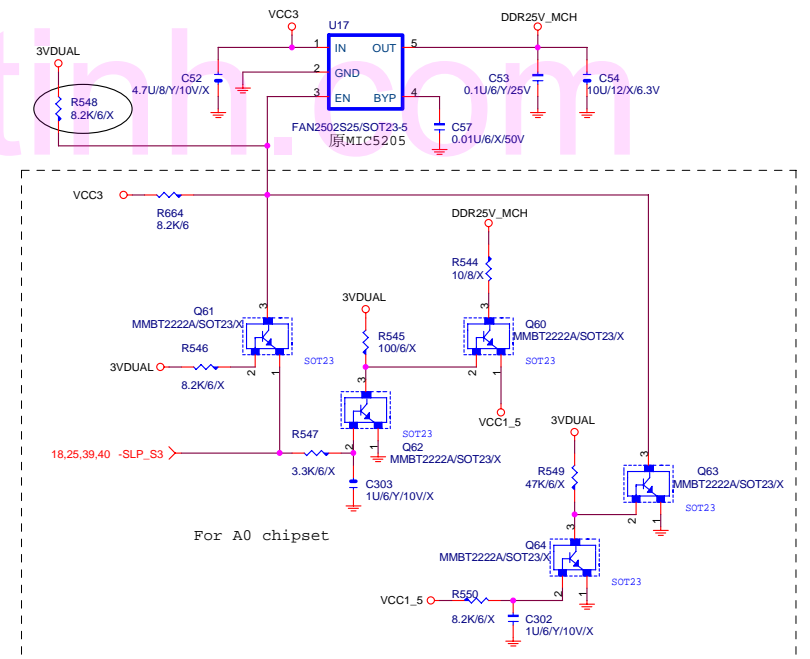 tinh.com
VCC3
U17
DDR25V_MCH
3VDUAL
1 IN OUT 5
2 GND
3 EN BYP 4
C52
4.7U/8/Y/10V/X
C53
0.1U/6/Y/25V
C54
10U/12/X/6.3V
R548
8.2K/6/X
C57
0.01U/6/X/50V
FAN2502S25/SOT23-5
原MIC5205
VCC3
R664
8.2K/6
DDR25V_MCH
R544
10/8/X
3VDUAL
Q61
MMBT2222A/SOT23/X
3
2
1
SOT23
R545
100/6/X
Q60
MMBT2222A/SOT23/X
3
2
1
SOT23
3VDUAL
R546
8.2K/6/X
3
2
1
SOT23
Q62
MMBT2222A/SOT23/X
VCC1_5
3VDUAL
18,25,39,40 -SLP_S3
R547
3.3K/6/X
C303
1U/6/Y/10V/X
R549
47K/6/X
Q63
MMBT2222A/SOT23/X
3
2
1
SOT23
For A0 chipset
Q64
MMBT2222A/SOT23/X
3
2
1
SOT23
VCC1_5
R550
8.2K/6/X
C302
1U/6/Y/10V/X